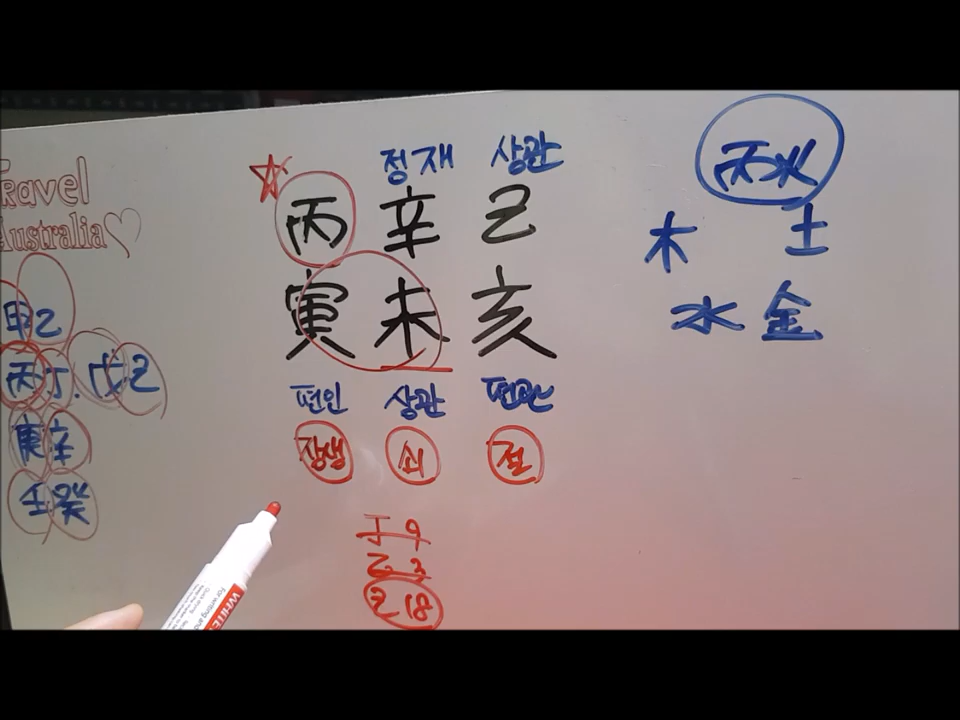 Travel
Australia
甲乙
丙丁. 戊己
庚辛
壬癸
정재 상관
丙 辛 己
寅 未 亥
편인 상관 편관
장생 쇠 절
丙火
木 土
水 金
WHITE